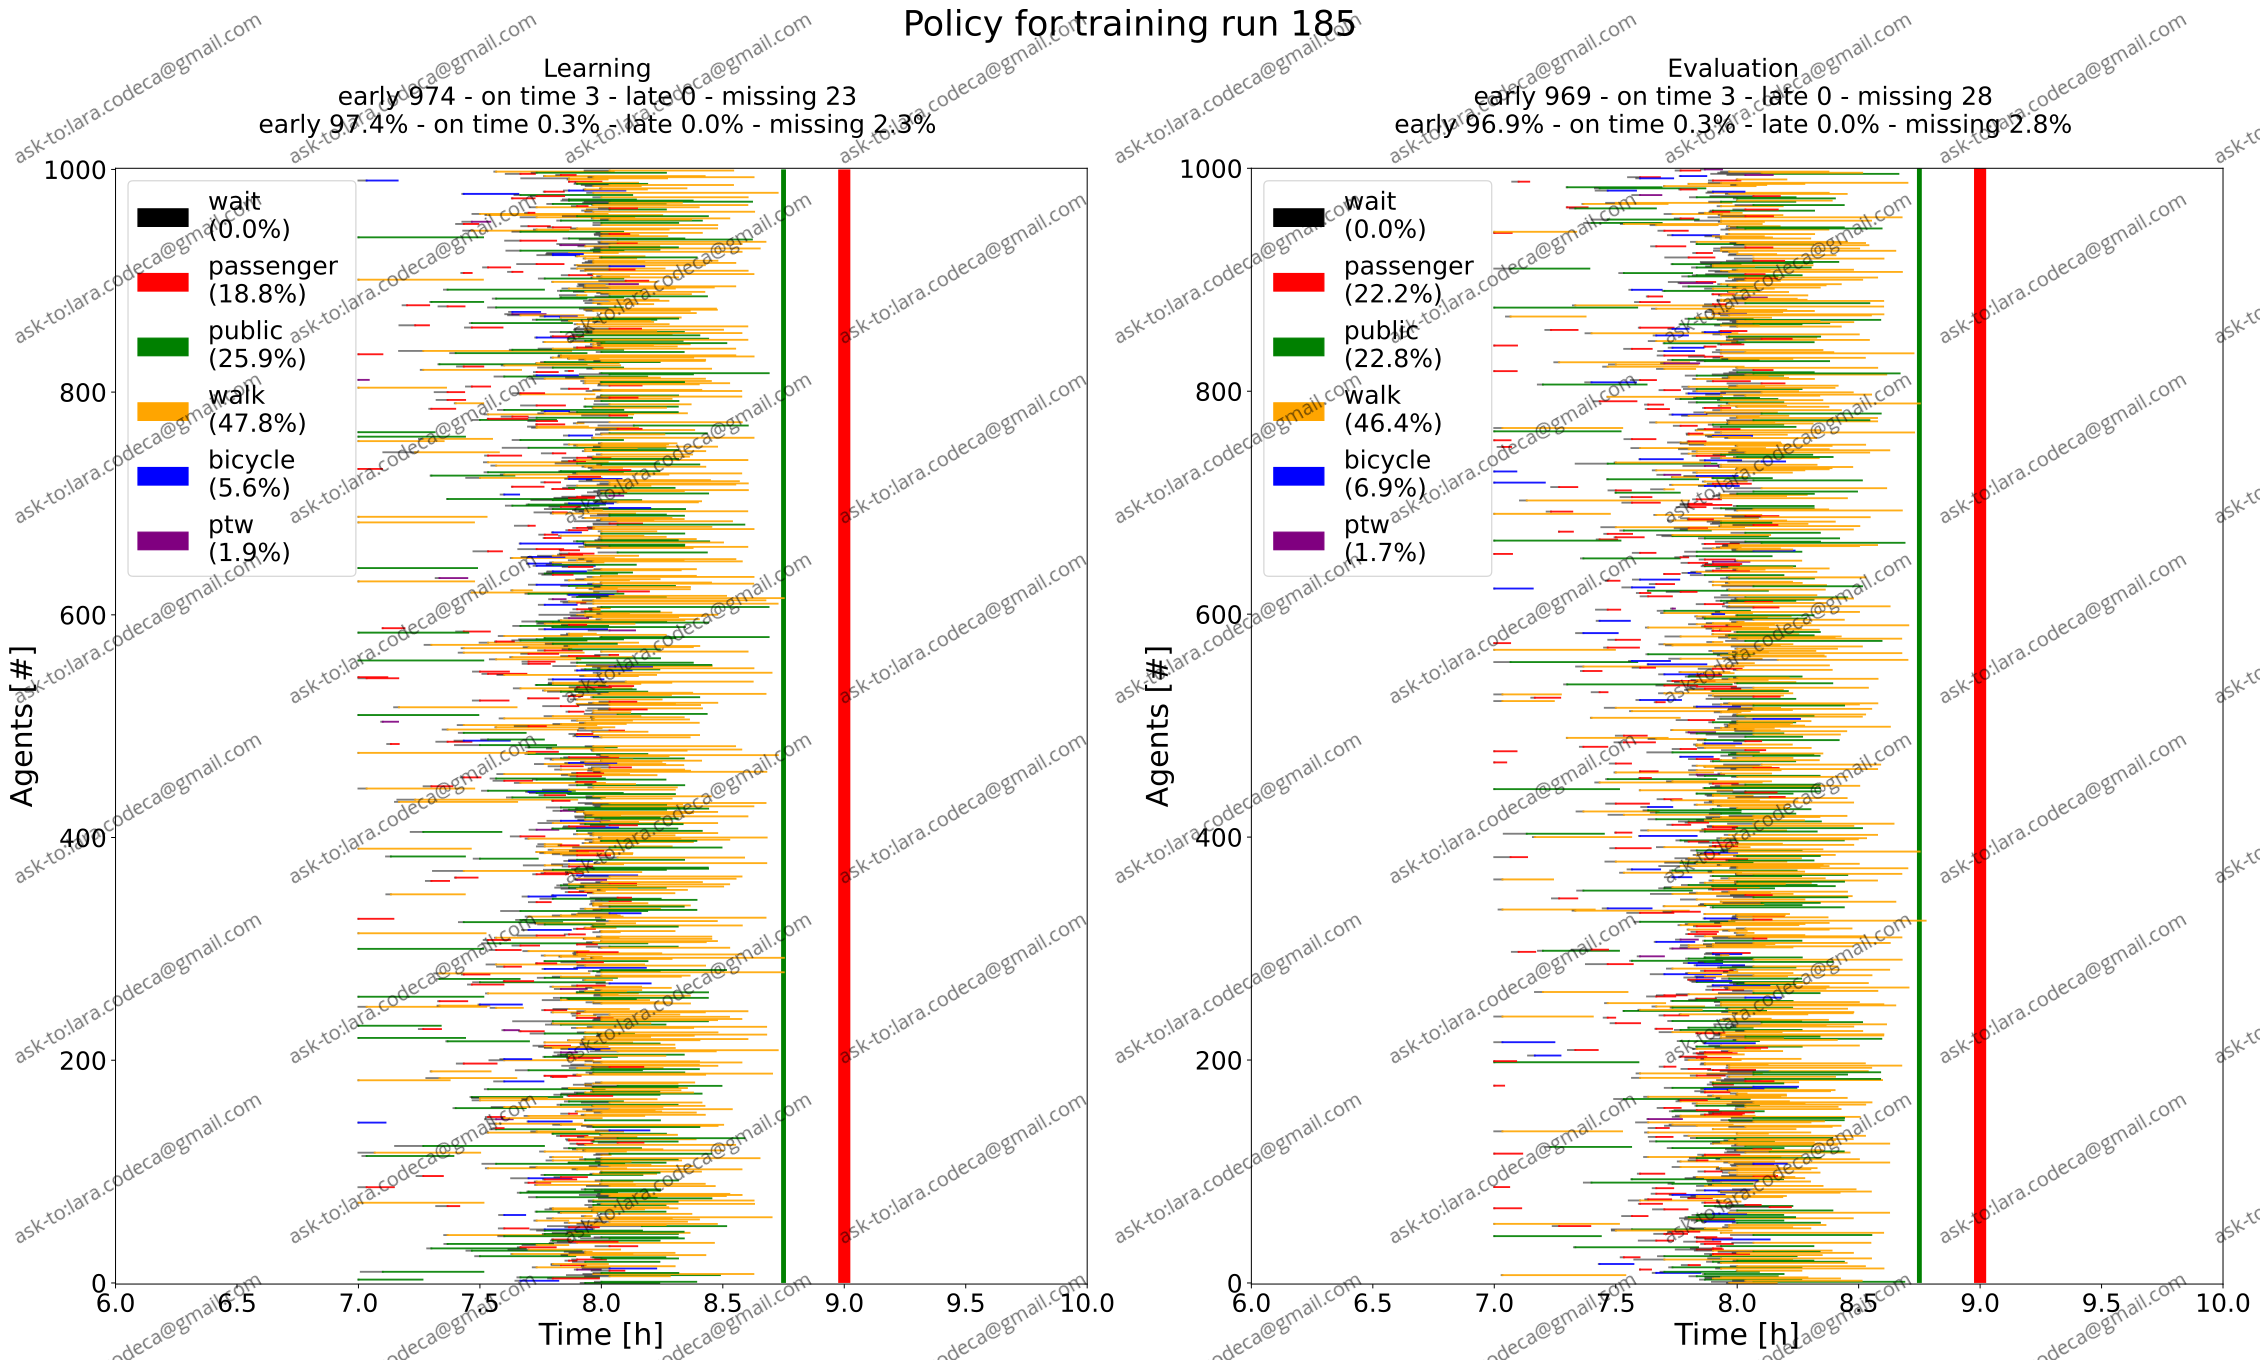 Policy for training run 185
Learning
early 974 - on time 3 - late 0 - missing 23
early 97.4% - on time 0.3% - late 0.0% - missing 2.3%
1000
800
600
400
200
0
Agents [#]
wait
(0.0%)
passenger
(18.8%)
public
(25.9%)
walk
(47.8%)
bicycle
(5.6%)
ptw
(1.9%)
6.0 6.5 7.0 7.5 8.0 8.5 9.0 9.5 10.0
Time [h]
Evaluation
early 969 - on time 3 - late 0 - missing 28
early 96.9% - on time 0.3% - late 0.0% - missing 2.8%
1000
800
600
400
200
0
Agents [#]
wait
(0.0%)
passenger
(22.2%)
public
(22.8%)
walk
(46.4%)
bicycle
(6.9%)
ptw
(1.7%)
6.0 6.5 7.0 7.5 8.0 8.5 9.0 9.5 10.0
Time [h]
ask-to:lara.codeca@gmail.com